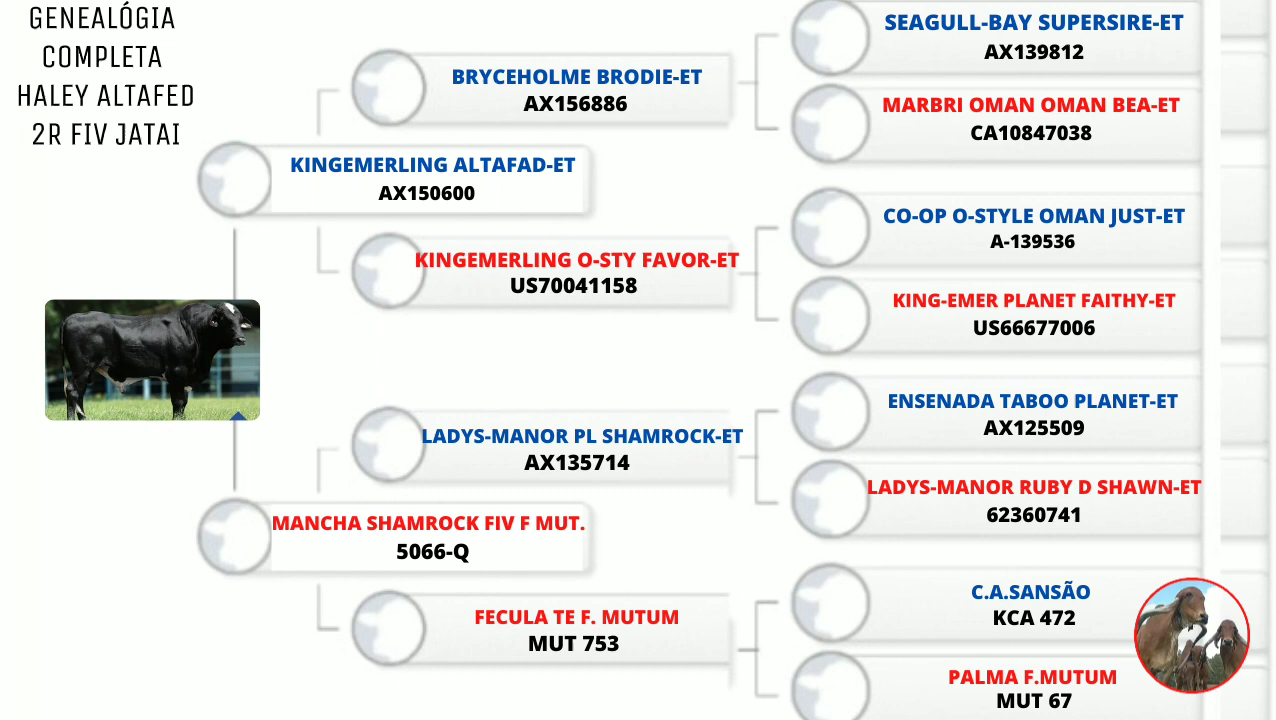 GENEALÓGIA
COMPLETA
HALEY ALTAFED
2R FIV JATAI
KINGEMERLING ALTAFAD-ET
AX150600
MANCHA SHAMROCK FIV F MUT.
5066-Q
BRYCEHOLME BRODIE-ET
AX156886
KINGEMERLING O-STY FAVOR-ET
US70041158
LADYS-MANOR PL SHAMROCK-ET
AX135714
FECULA TE F. MUTUM
MUT 753
SEAGULL-BAY SUPERSIRE-ET
AX139812
MARBRI OMAN OMAN BEA-ET
CA10847038
CO-OP O-STYLE OMAN JUST-ET
A-139536
KING-EMER PLANET FAITHY-ET
US66677006
ENSENADA TABOO PLANET-ET
AX125509
LADYS-MANOR RUBY D SHAWN-ET
62360741
C.A.SANSÃO
KCA 472
PALMA F.MUTUM
MUT 67